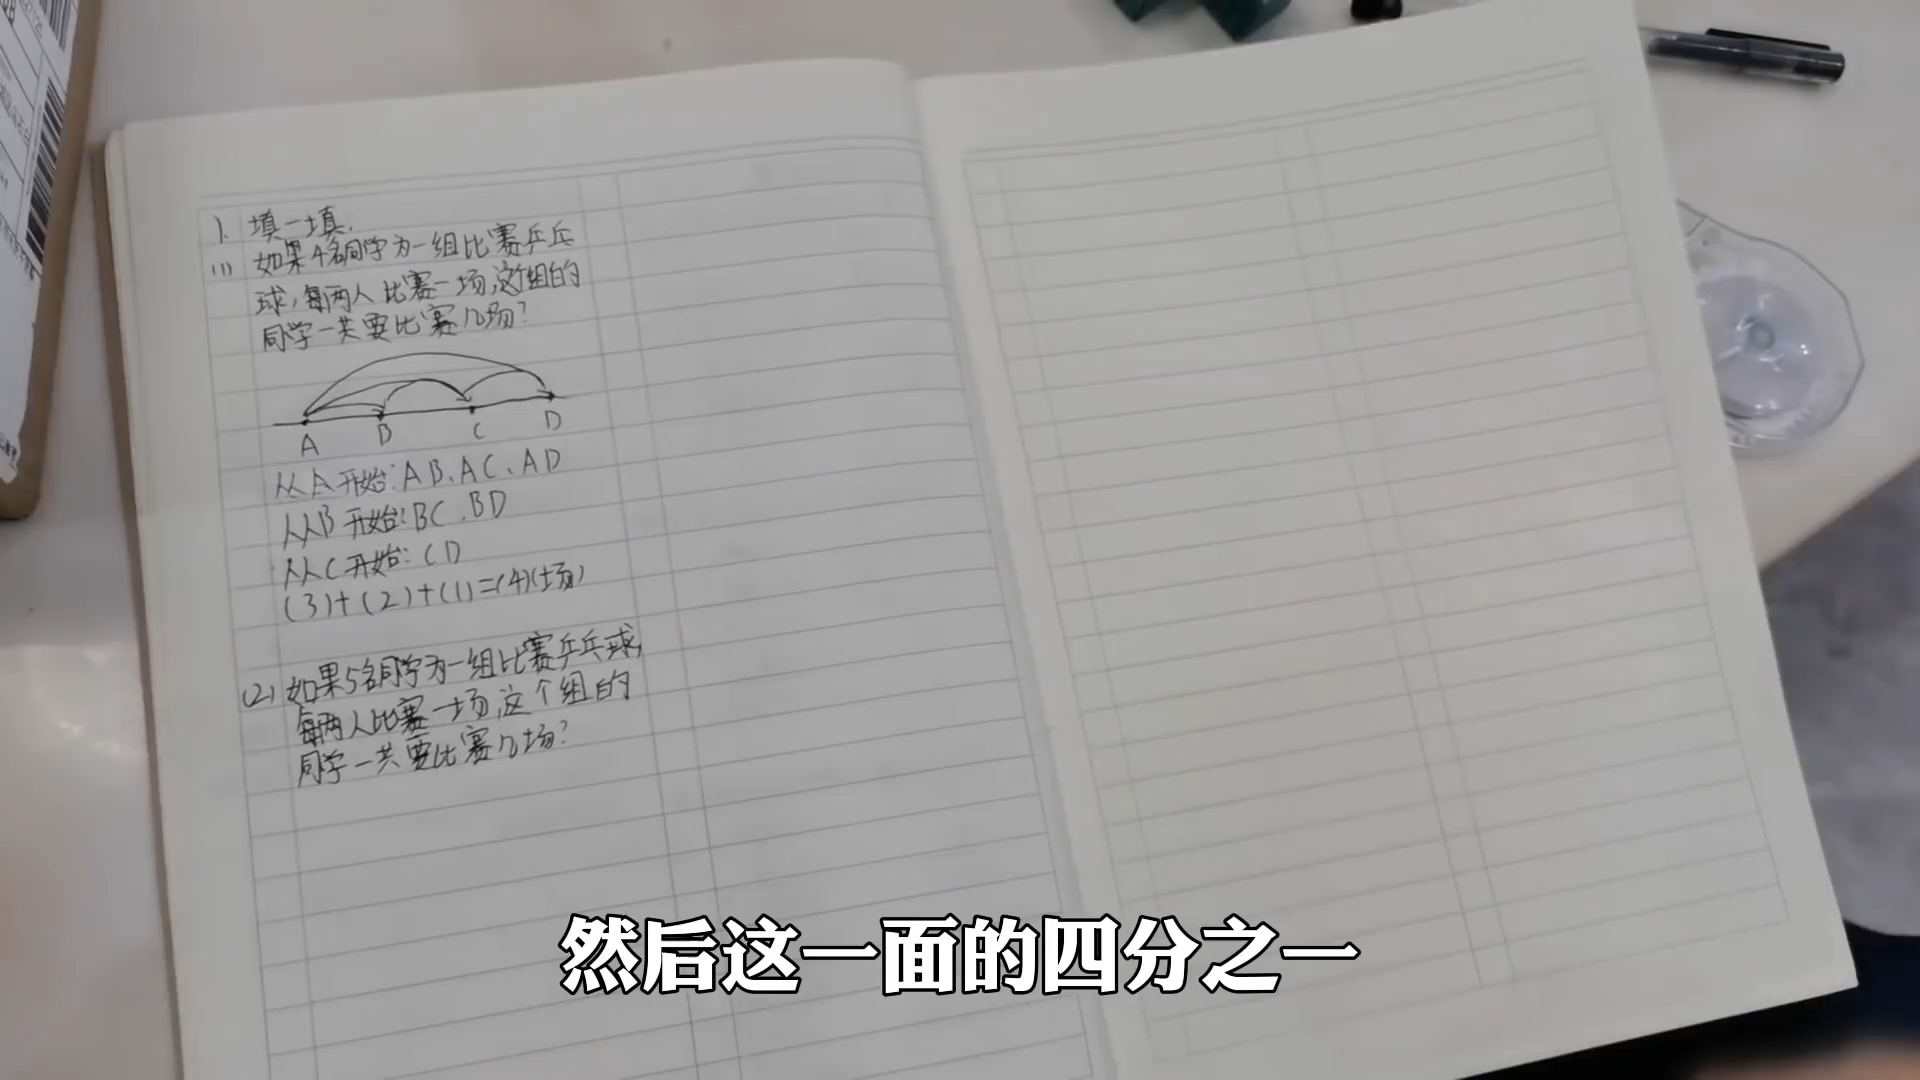 1. 填一填.
(1) 如果4名同学为一组比赛乒乓
球,每两人比赛一场,这个组的
同学一共要比赛几场?
A B C D
从A开始:AB、AC、AD
从B开始:BC、BD
从C开始:CD
(3)+(2)+(1)=(4)(场)
(2) 如果5名同学为一组比赛乒乓球,
每两人比赛一场,这个组的
同学一共要比赛几场?
然后这一面的四分之一